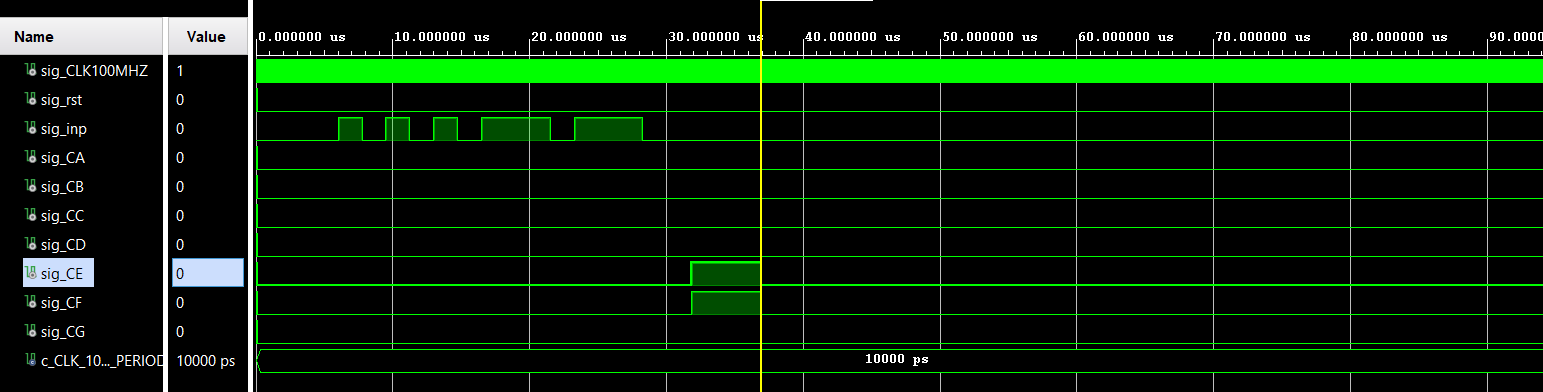 Name Value 0.000000 us 10.000000 us 20.000000 us 30.000000 us 40.000000 us 50.000000 us 60.000000 us 70.000000 us 80.000000 us 90.00000
sig_CLK100MHZ 1
sig_rst 0
sig_inp 0
sig_CA 0
sig_CB 0
sig_CC 0
sig_CD 0
sig_CE 0
sig_CF 0
sig_CG 0
c_CLK_10..._PERIOD 10000 ps 10000 ps